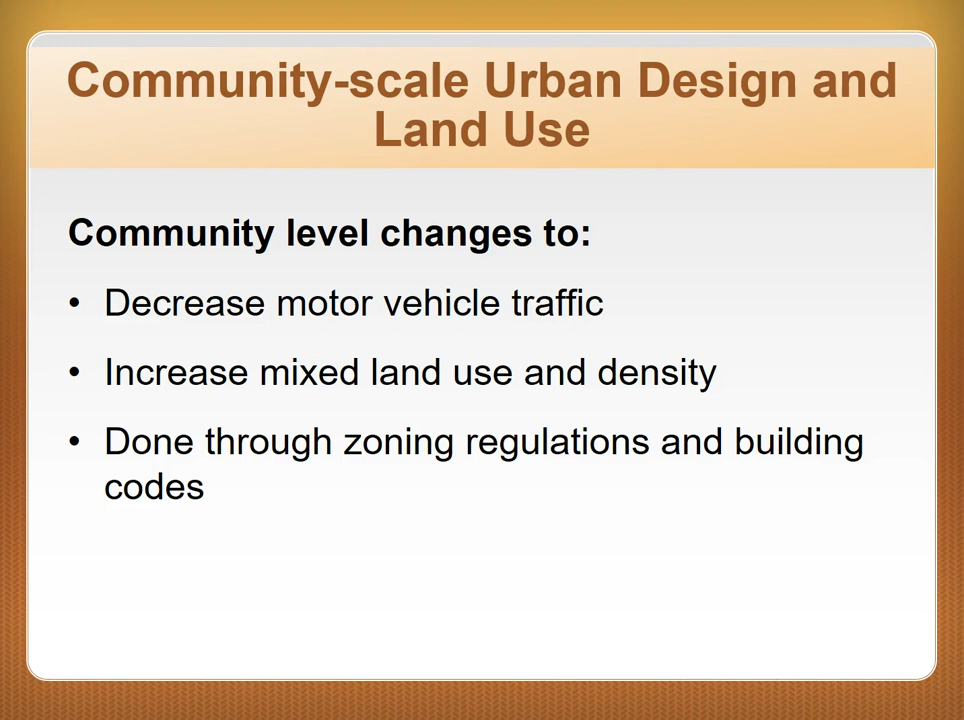 Community-scale Urban Design and
Land Use
Community level changes to:
• Decrease motor vehicle traffic
• Increase mixed land use and density
• Done through zoning regulations and building
codes